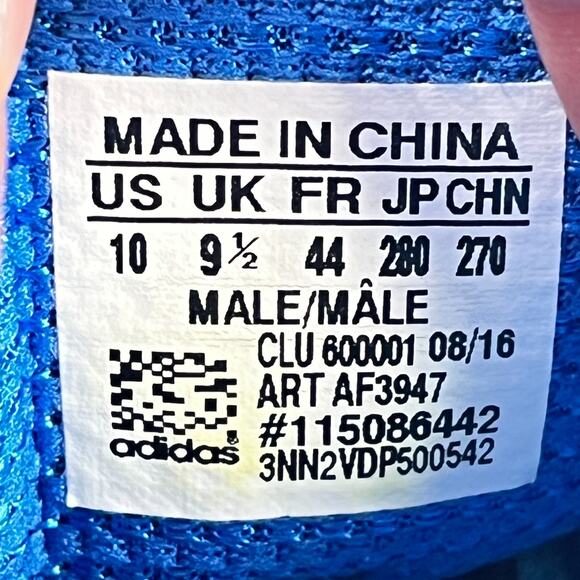 MADE IN CHINA
US UK FR JP CHN
10 9½ 44 280 270
MALE/MÂLE
CLU 600001 08/16
ART AF3947
#115086442
adidas
3NN2VDP500542